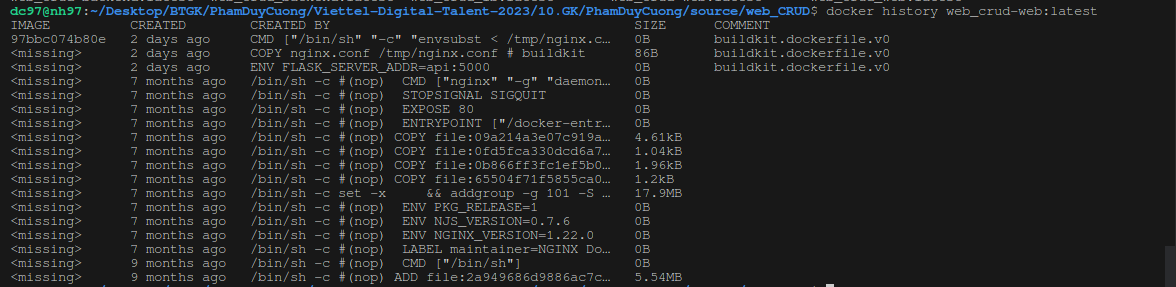 dc97@nh97:~/Desktop/BTGK/PhamDuyCuong/Viettel-Digital-Talent-2023/10.GK/PhamDuyCuong/source/web_CRUD$ docker history web_crud-web:latest
IMAGE CREATED CREATED BY SIZE COMMENT
97bbc074b80e 2 days ago CMD ["/bin/sh" "-c" "envsubst < /tmp/nginx.c… 0B buildkit.dockerfile.v0
<missing> 2 days ago COPY nginx.conf /tmp/nginx.conf # buildkit 86B buildkit.dockerfile.v0
<missing> 2 days ago ENV FLASK_SERVER_ADDR=api:5000 0B buildkit.dockerfile.v0
<missing> 7 months ago /bin/sh -c #(nop) CMD ["nginx" "-g" "daemon… 0B
<missing> 7 months ago /bin/sh -c #(nop) STOPSIGNAL SIGQUIT 0B
<missing> 7 months ago /bin/sh -c #(nop) EXPOSE 80 0B
<missing> 7 months ago /bin/sh -c #(nop) ENTRYPOINT ["/docker-entr… 0B
<missing> 7 months ago /bin/sh -c #(nop) COPY file:09a214a3e07c919a… 4.61kB
<missing> 7 months ago /bin/sh -c #(nop) COPY file:0fd5fca330dcd6a7… 1.04kB
<missing> 7 months ago /bin/sh -c #(nop) COPY file:0b866ff3fc1ef5b0… 1.96kB
<missing> 7 months ago /bin/sh -c #(nop) COPY file:65504f71f5855ca0… 1.2kB
<missing> 7 months ago /bin/sh -c set -x && addgroup -g 101 -S … 17.9MB
<missing> 7 months ago /bin/sh -c #(nop) ENV PKG_RELEASE=1 0B
<missing> 7 months ago /bin/sh -c #(nop) ENV NJS_VERSION=0.7.6 0B
<missing> 7 months ago /bin/sh -c #(nop) ENV NGINX_VERSION=1.22.0 0B
<missing> 7 months ago /bin/sh -c #(nop) LABEL maintainer=NGINX Do… 0B
<missing> 9 months ago /bin/sh -c #(nop) CMD ["/bin/sh"] 0B
<missing> 9 months ago /bin/sh -c #(nop) ADD file:2a949686d9886ac7c… 5.54MB